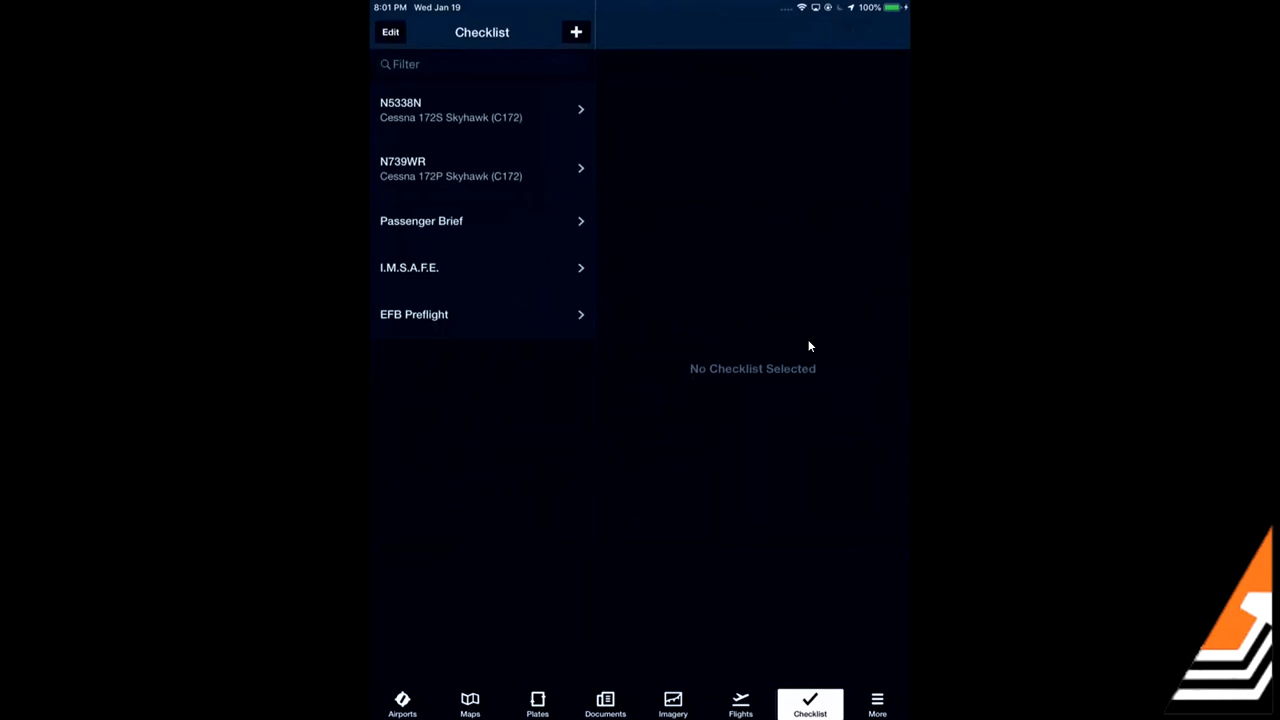 8:01 PM Wed Jan 19
100%
Edit
Checklist
Filter
N5338N
Cessna 172S Skyhawk (C172)
N739WR
Cessna 172P Skyhawk (C172)
Passenger Brief
I.M.S.A.F.E.
EFB Preflight
No Checklist Selected
Airports
Maps
Plates
Documents
Imagery
Flights
Checklist
More